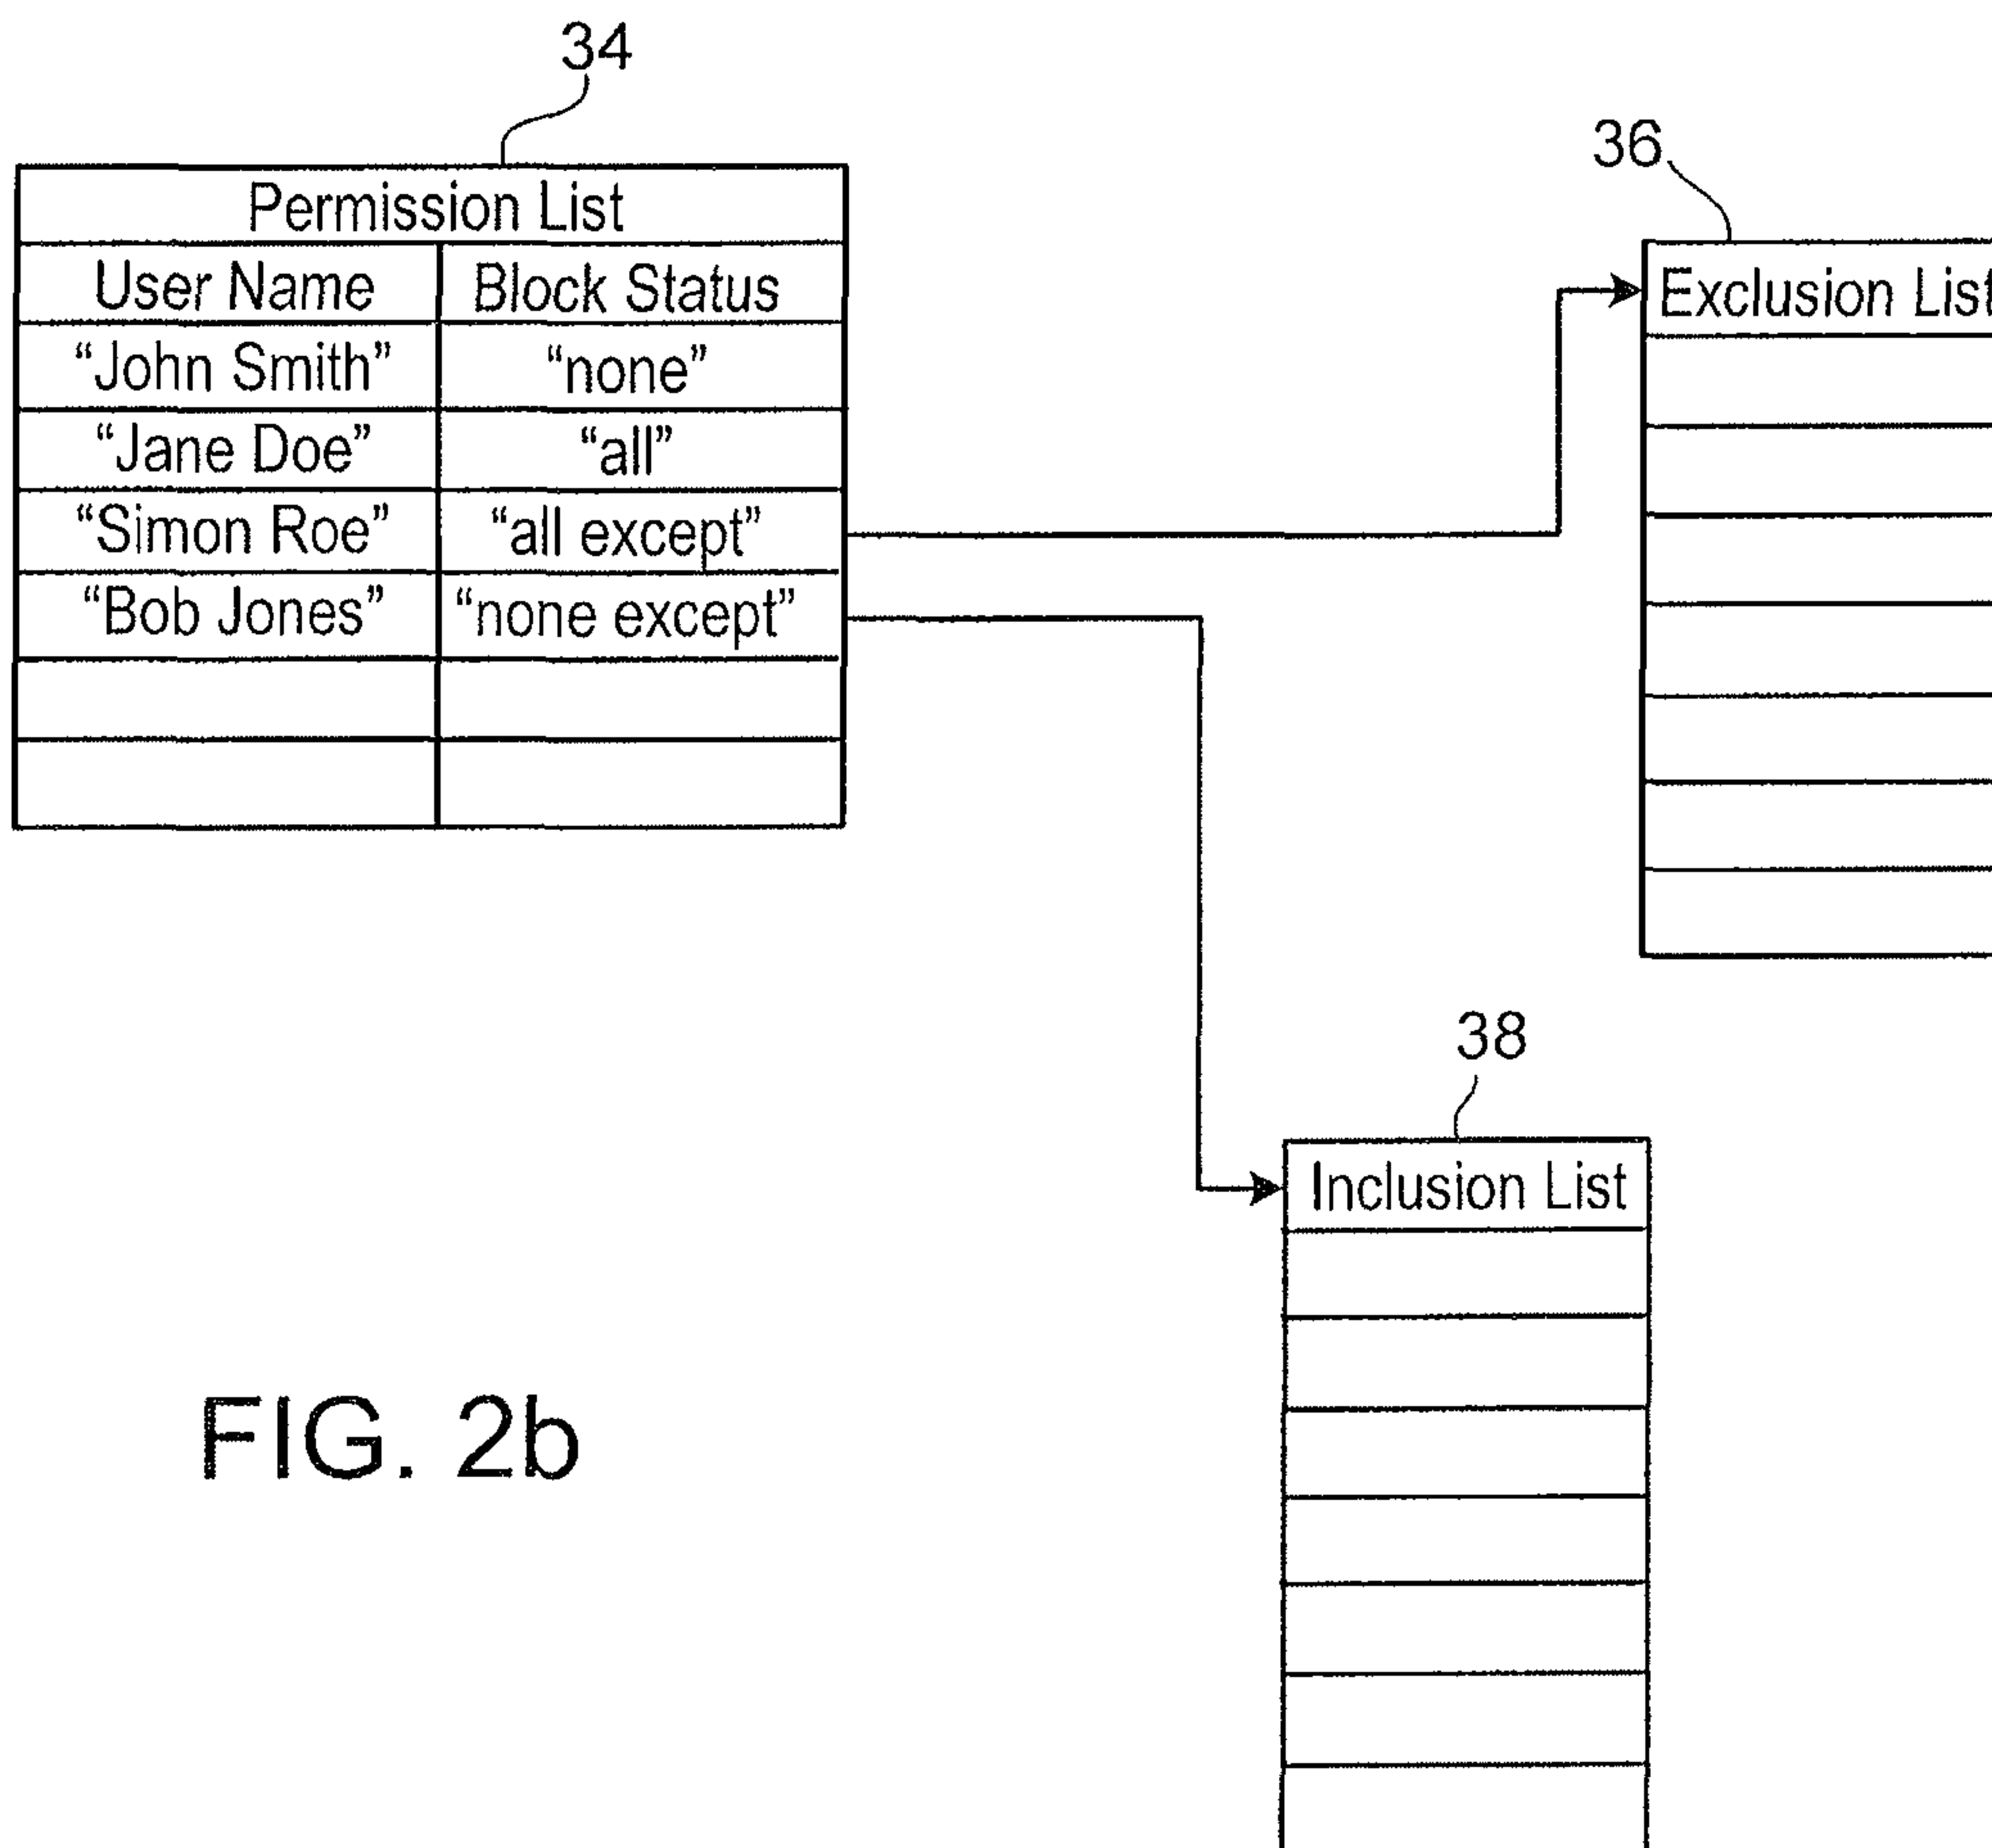 34
Permission List
User Name Block Status
“John Smith” “none”
“Jane Doe” “all”
“Simon Roe” “all except”
“Bob Jones” “none except”
36
Exclusion List
38
Inclusion List
FIG. 2b